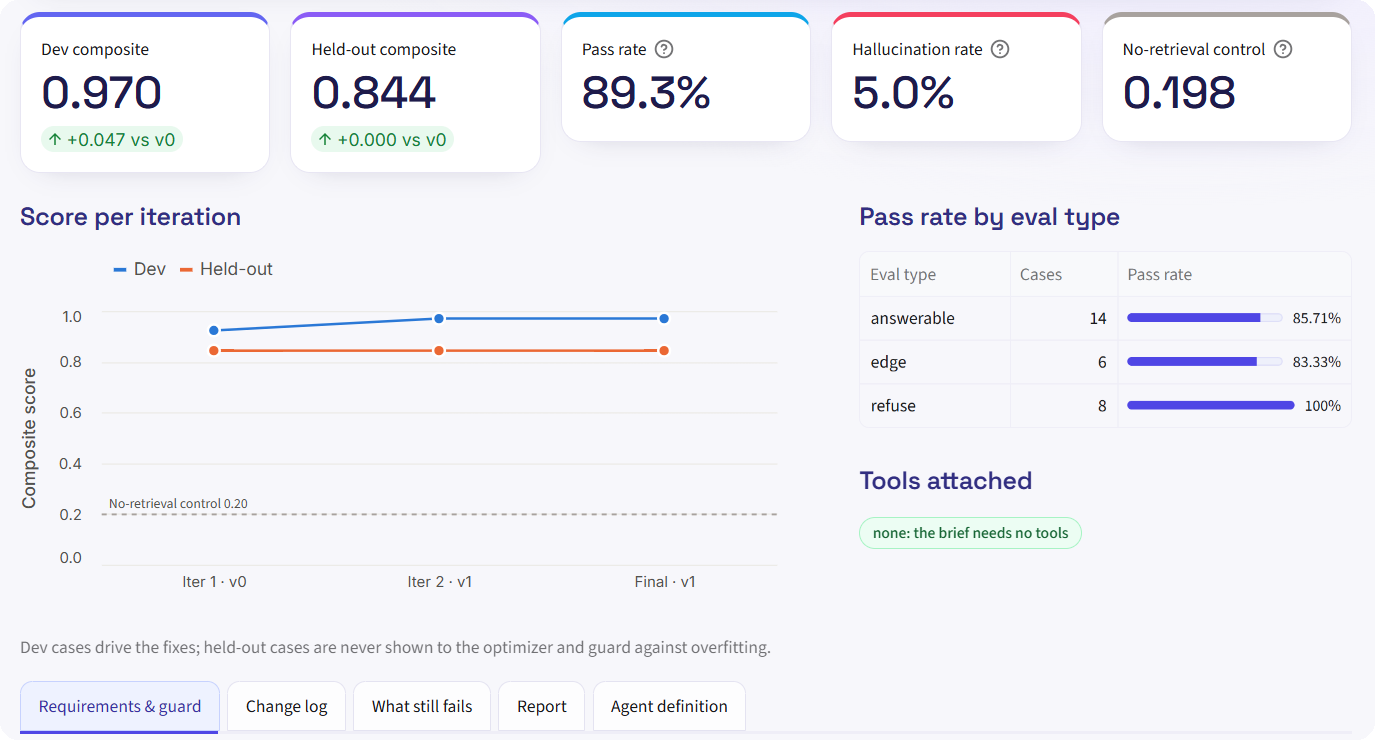 Dev composite
0.970
↑ +0.047 vs v0
Held-out composite
0.844
↑ +0.000 vs v0
Pass rate ?
89.3%
Hallucination rate ?
5.0%
No-retrieval control ?
0.198
Score per iteration
Dev Held-out
Composite score
1.0
0.8
0.6
0.4
0.2
0.0
No-retrieval control 0.20
Iter 1 · v0
Iter 2 · v1
Final · v1
Pass rate by eval type
Eval type Cases Pass rate
answerable 14 85.71%
edge 6 83.33%
refuse 8 100%
Tools attached
none: the brief needs no tools
Dev cases drive the fixes; held-out cases are never shown to the optimizer and guard against overfitting.
Requirements & guard
Change log
What still fails
Report
Agent definition